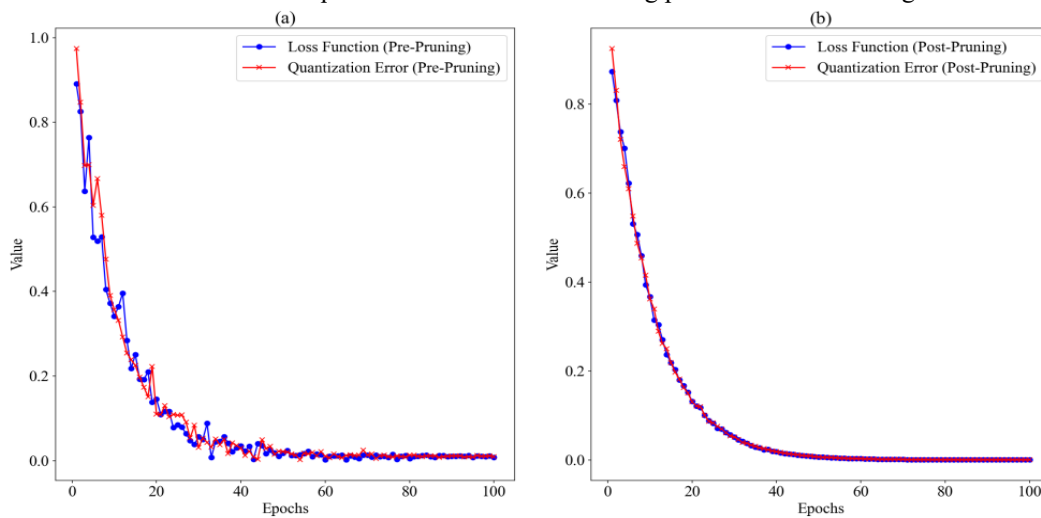 (a)
(b)
Loss Function (Pre-Pruning)
Quantization Error (Pre-Pruning)
Loss Function (Post-Pruning)
Quantization Error (Post-Pruning)
1.0
0.8
0.6
0.4
0.2
0.0
Value
0 20 40 60 80 100
Epochs
0.8
0.6
0.4
0.2
0.0
Value
0 20 40 60 80 100
Epochs